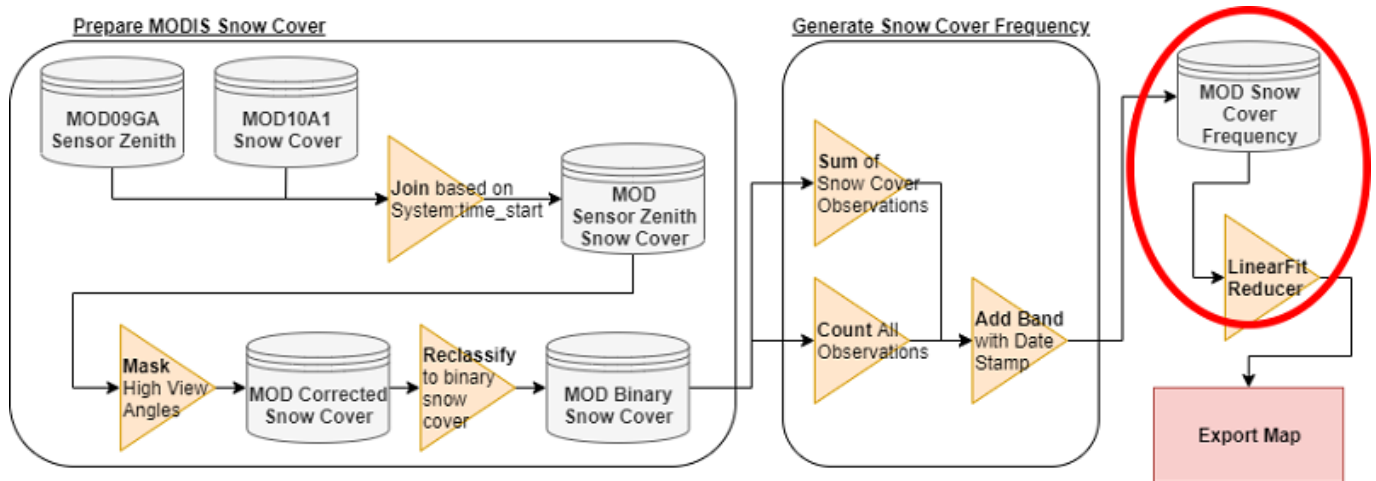 Prepare MODIS Snow Cover
MOD09GA
Sensor Zenith
MOD10A1
Snow Cover
Join based on
System:time_start
MOD
Sensor Zenith
Snow Cover
Mask
High View
Angles
MOD Corrected
Snow Cover
Reclassify
to binary
snow
cover
MOD Binary
Snow Cover
Generate Snow Cover Frequency
Sum of
Snow Cover
Observations
Count All
Observations
Add Band
with Date
Stamp
MOD Snow
Cover
Frequency
LinearFit
Reducer
Export Map